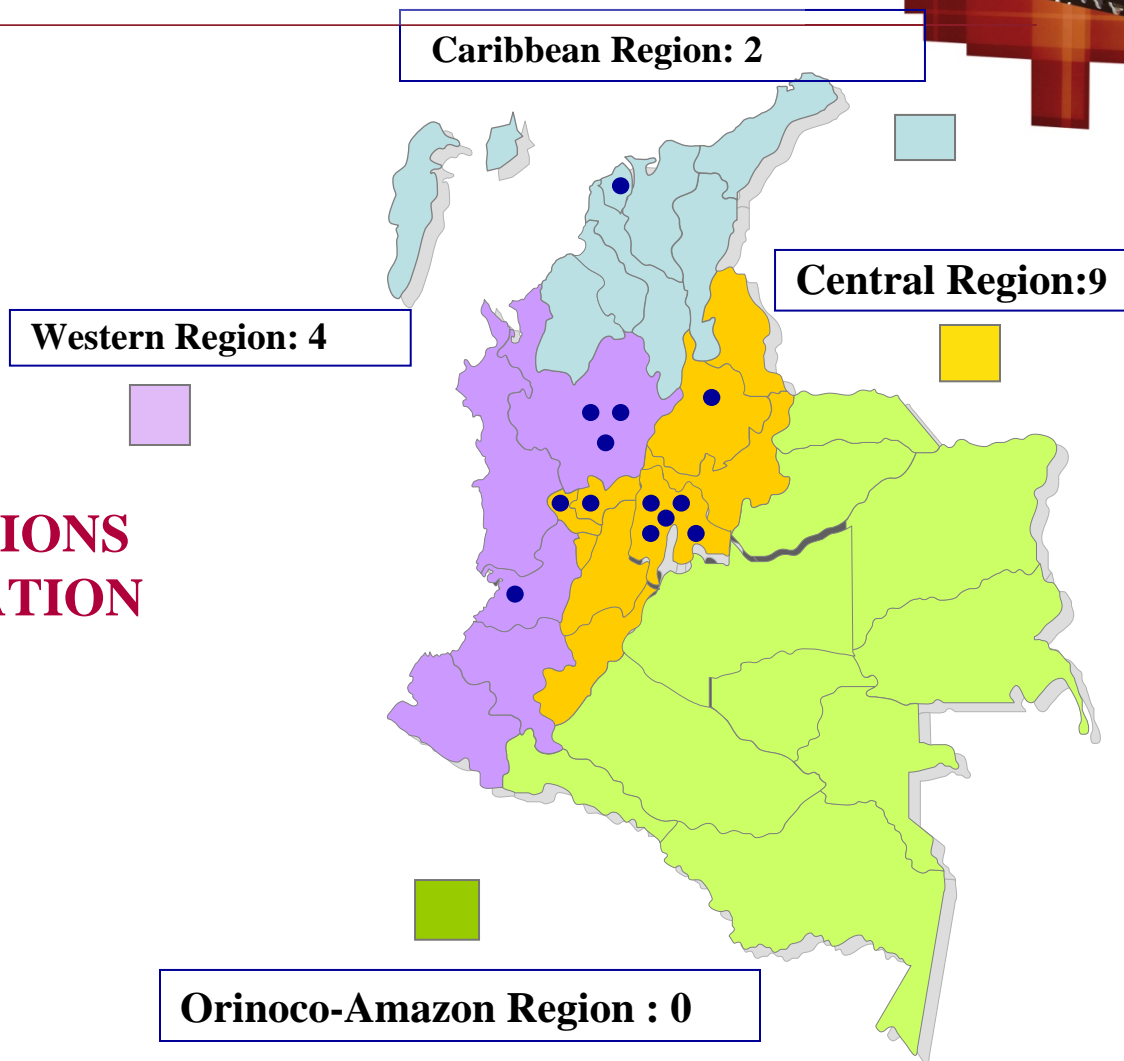 Caribbean Region: 2
Central Region:9
Western Region: 4
IONS
ATION
Orinoco-Amazon Region : 0